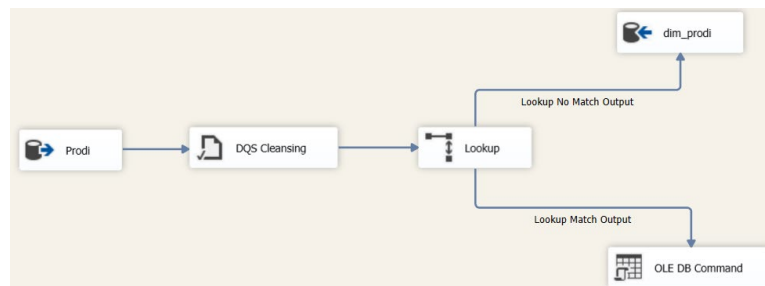 dim_prodi
Lookup No Match Output
Prodi
DQS Cleansing
Lookup
Lookup Match Output
OLE DB Command